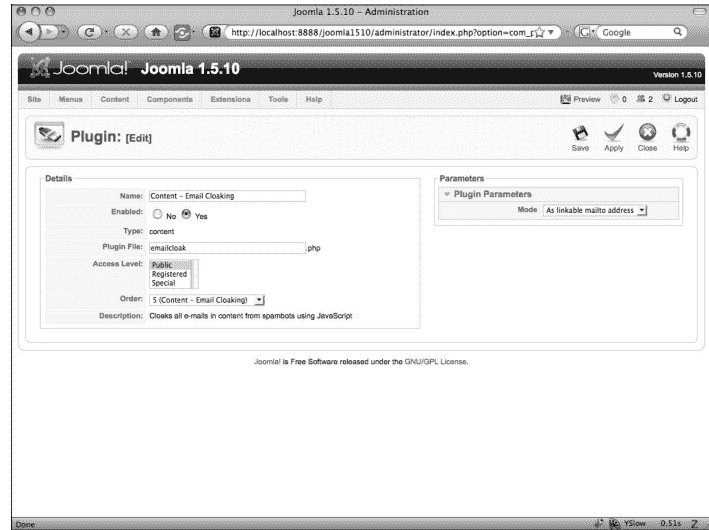 Joomla 1.5.10 – Administration
http://localhost:8888/joomla1510/administrator/index.php?option=com_p
G Google
Joomla! Joomla 1.5.10
Version 1.5.10
Site Menus Content Components Extensions Tools Help Preview 0 2 Logout
Plugin: [Edit]
Save Apply Close Help
Details
Name: Content - Email Cloaking
Enabled: No Yes
Type: content
Plugin File: emailcloak .php
Access Level: Public
Registered
Special
Order: 5 (Content - Email Cloaking)
Description: Cloaks all e-mails in content from spambots using JavaScript
Parameters
Plugin Parameters
Mode As linkable mailto address
Joomla! is Free Software released under the GNU/GPL License.
Done YSlow 0.51s Z